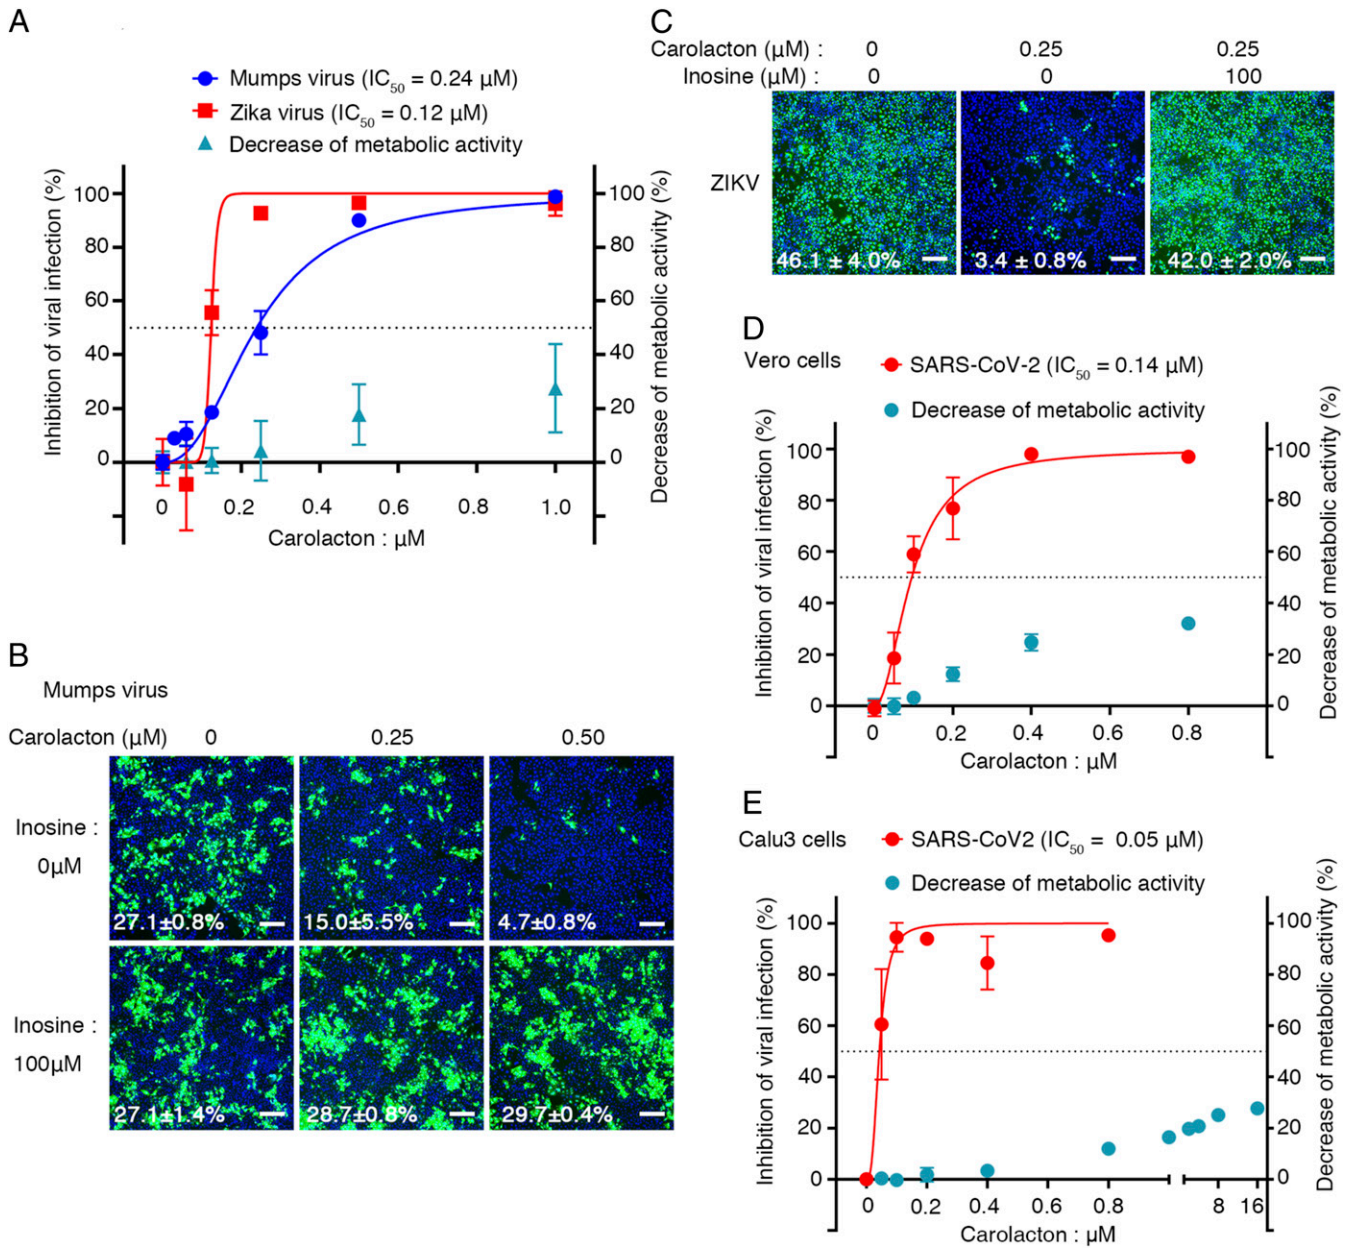 A
Mumps virus (IC50 = 0.24 µM)
Zika virus (IC50 = 0.12 µM)
Decrease of metabolic activity
Inhibition of viral infection (%)
100
80
60
40
20
0
100
80
60
40
20
0
Decrease of metabolic activity (%)
0 0.2 0.4 0.6 0.8 1.0
Carolacton : µM
B
Mumps virus
Carolacton (µM) 0 0.25 0.50
Inosine :
0µM
27.1±0.8% 15.0±5.5% 4.7±0.8%
Inosine :
100µM
27.1±1.4% 28.7±0.8% 29.7±0.4%
C
Carolacton (µM) : 0 0.25 0.25
Inosine (µM) : 0 0 100
ZIKV
46.1 ± 4.0% 3.4 ± 0.8% 42.0 ± 2.0%
D
Vero cells
SARS-CoV-2 (IC50 = 0.14 µM)
Decrease of metabolic activity
Inhibition of viral infection (%)
100
80
60
40
20
0
100
80
60
40
20
0
Decrease of metabolic activity (%)
0 0.2 0.4 0.6 0.8
Carolacton : µM
E
Calu3 cells
SARS-CoV2 (IC50 = 0.05 µM)
Decrease of metabolic activity
Inhibition of viral infection (%)
100
80
60
40
20
0
100
80
60
40
20
0
Decrease of metabolic activity (%)
0 0.2 0.4 0.6 0.8 8 16
Carolacton : µM